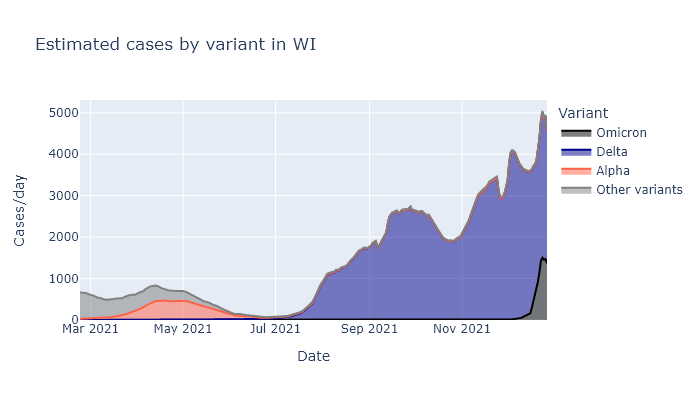 Estimated cases by variant in WI
Variant
Omicron
Delta
Alpha
Other variants
Cases/day
5000
4000
3000
2000
1000
0
Mar 2021
May 2021
Jul 2021
Sep 2021
Nov 2021
Date